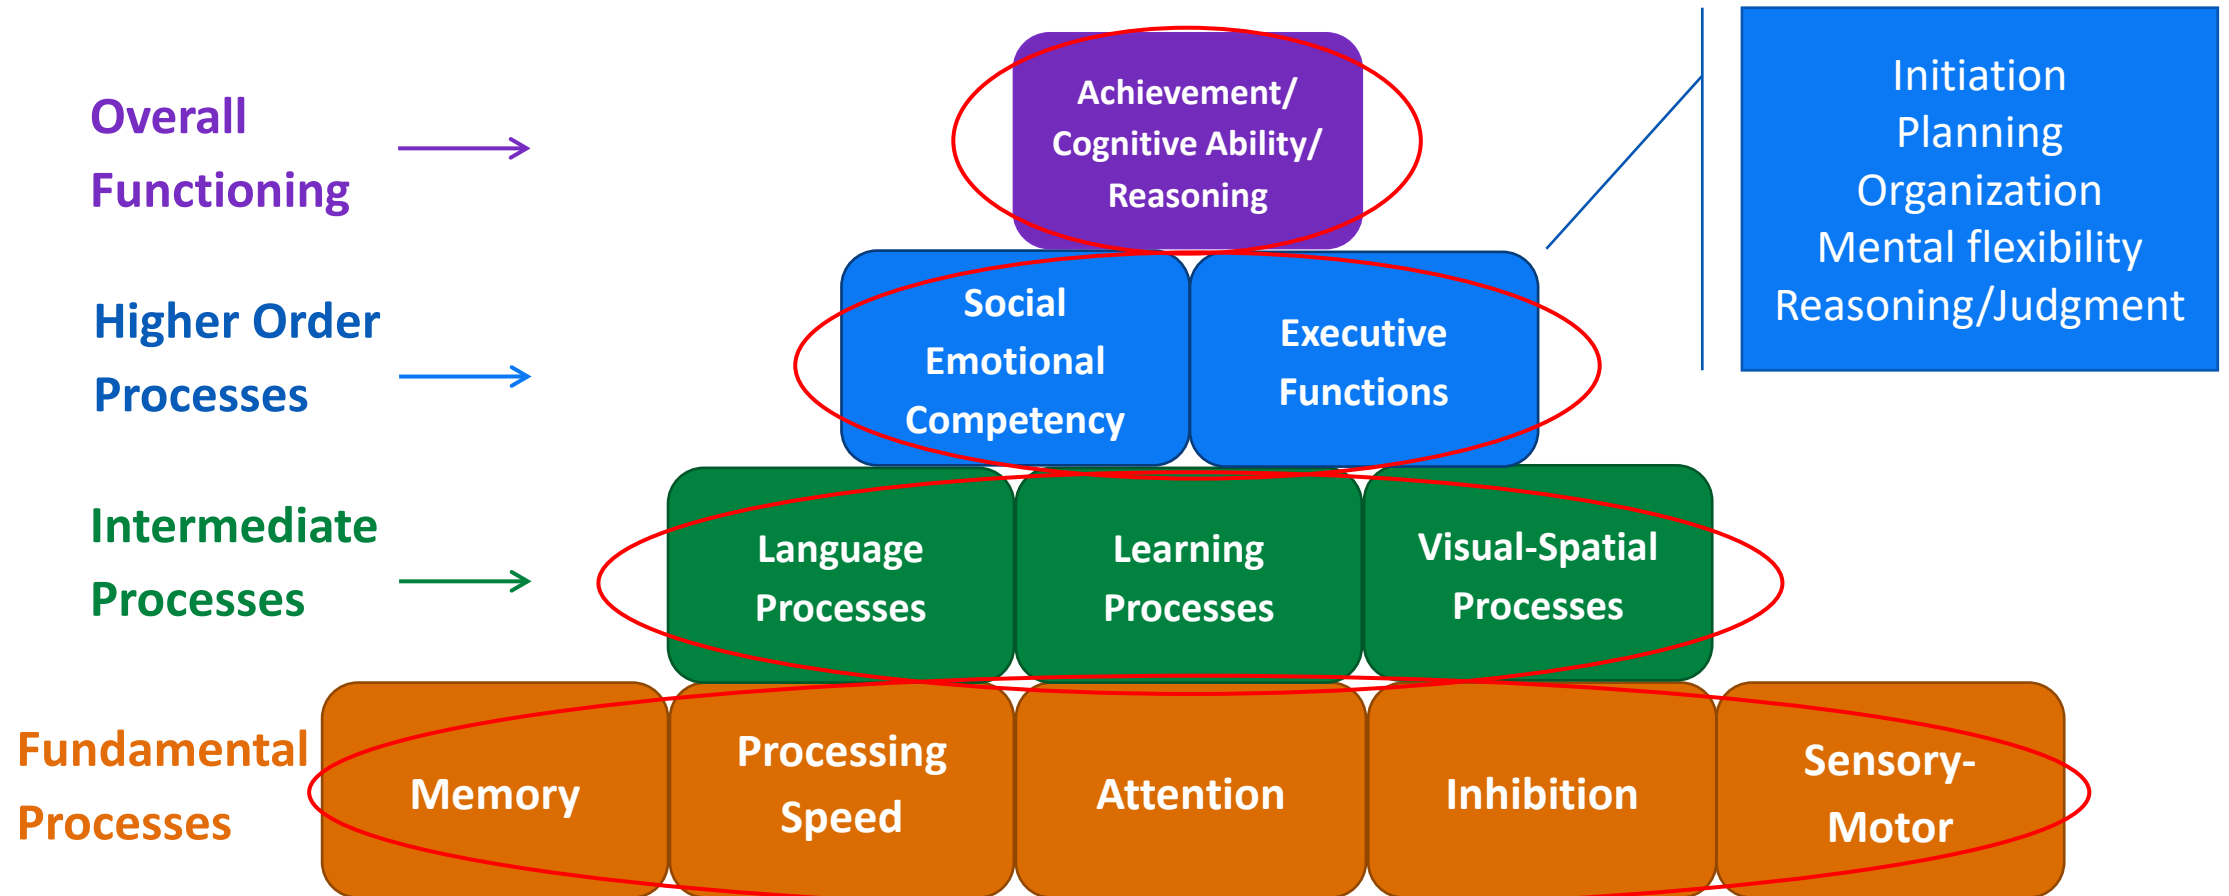 Overall
Functioning
Achievement/
Cognitive Ability/
Reasoning
Initiation
Planning
Organization
Mental flexibility
Reasoning/Judgment
Higher Order
Processes
Social
Emotional
Competency
Executive
Functions
Intermediate
Processes
Language
Processes
Learning
Processes
Visual-Spatial
Processes
Fundamental
Processes
Memory
Processing
Speed
Attention
Inhibition
Sensory-
Motor